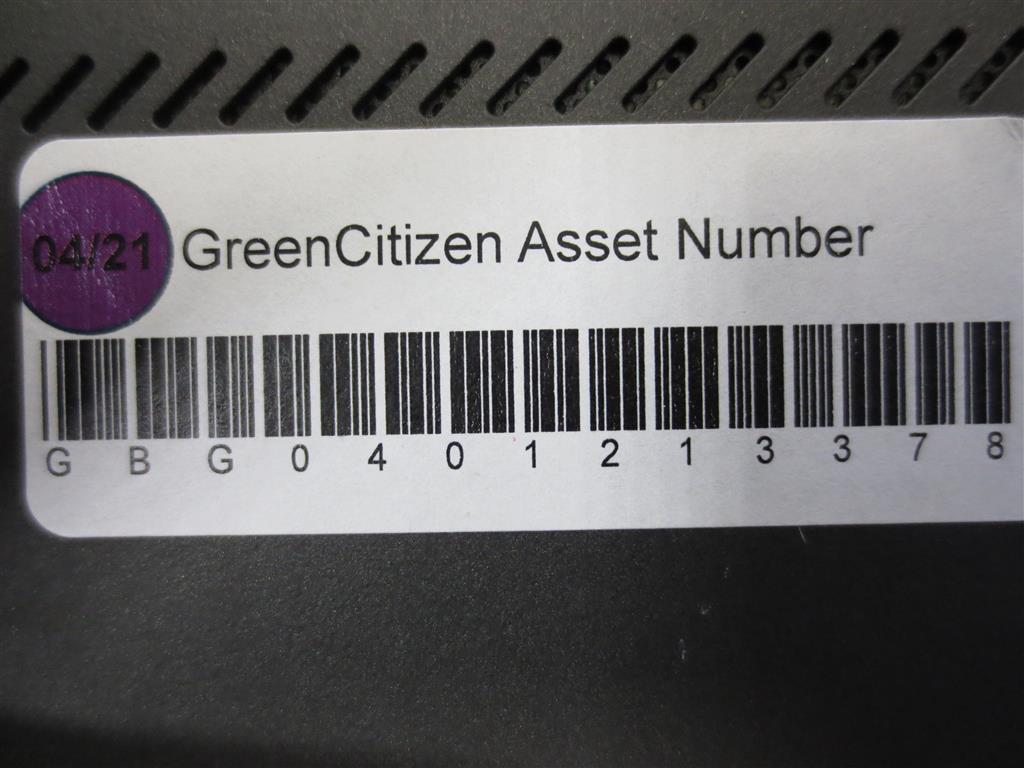 04/21 GreenCitizen Asset Number
G B G 0 4 0 1 2 1 3 3 7 8